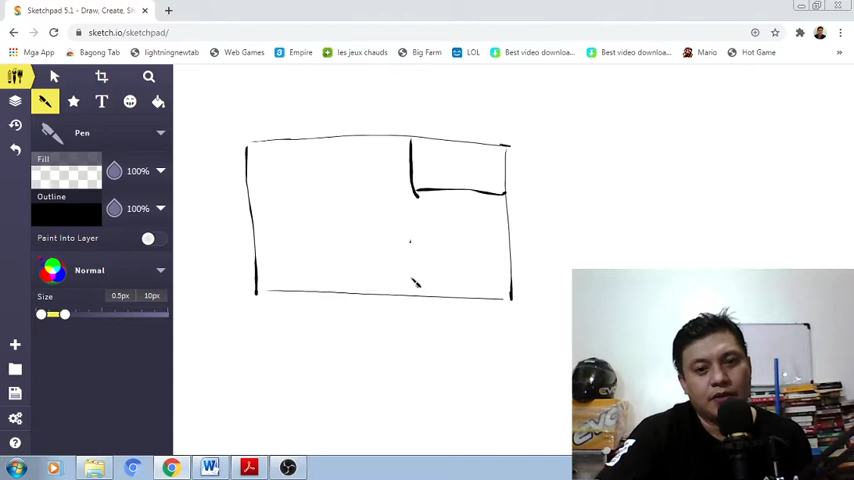 Sketchpad 5.1 - Draw, Create, Sh
sketch.io/sketchpad/
Mga App
Bagong Tab
lightningnewtab
Web Games
Empire
les jeux chauds
Big Farm
LOL
Best video downloa...
Best video downloa...
Mario
Hot Game
Pen
Fill
100%
Outline
100%
Paint Into Layer
Normal
Size
0.5px
10px